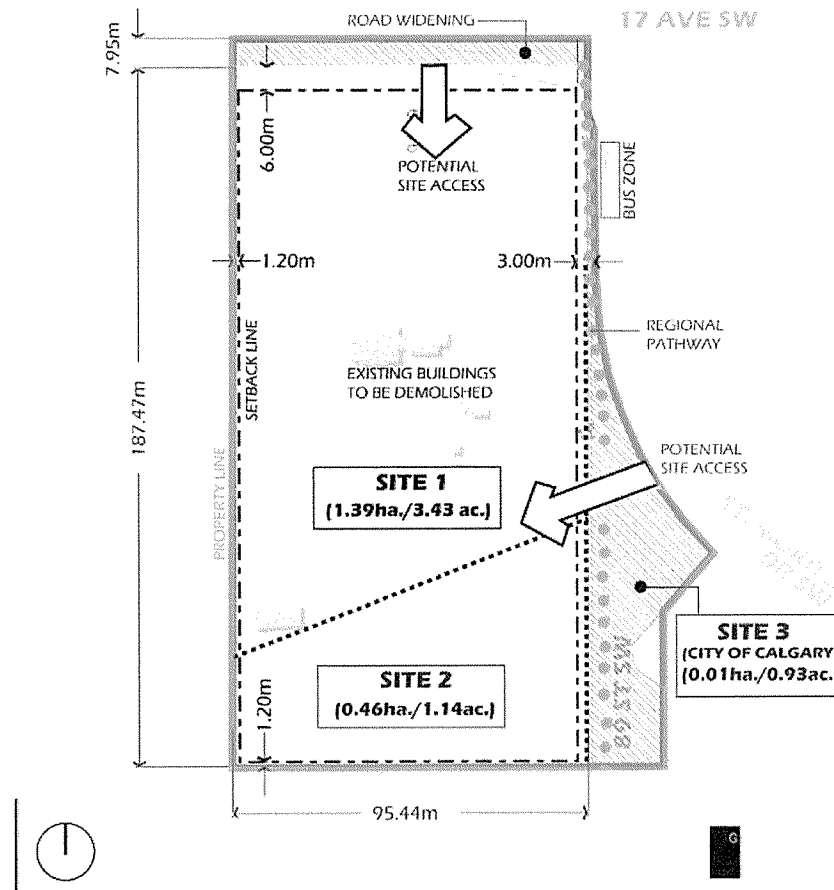 ROAD WIDENING
17 AVE SW
7.95m
6.00m
POTENTIAL
SITE ACCESS
BUS ZONE
1.20m
3.00m
SETBACK LINE
REGIONAL
PATHWAY
EXISTING BUILDINGS
TO BE DEMOLISHED
187.47m
PROPERTY LINE
POTENTIAL
SITE ACCESS
SITE 1
(1.39ha./3.43 ac.)
SITE 3
(CITY OF CALGARY
(0.01ha./0.93ac.
SITE 2
(0.46ha./1.14ac.)
1.20m
89 ST SW
95.44m
G